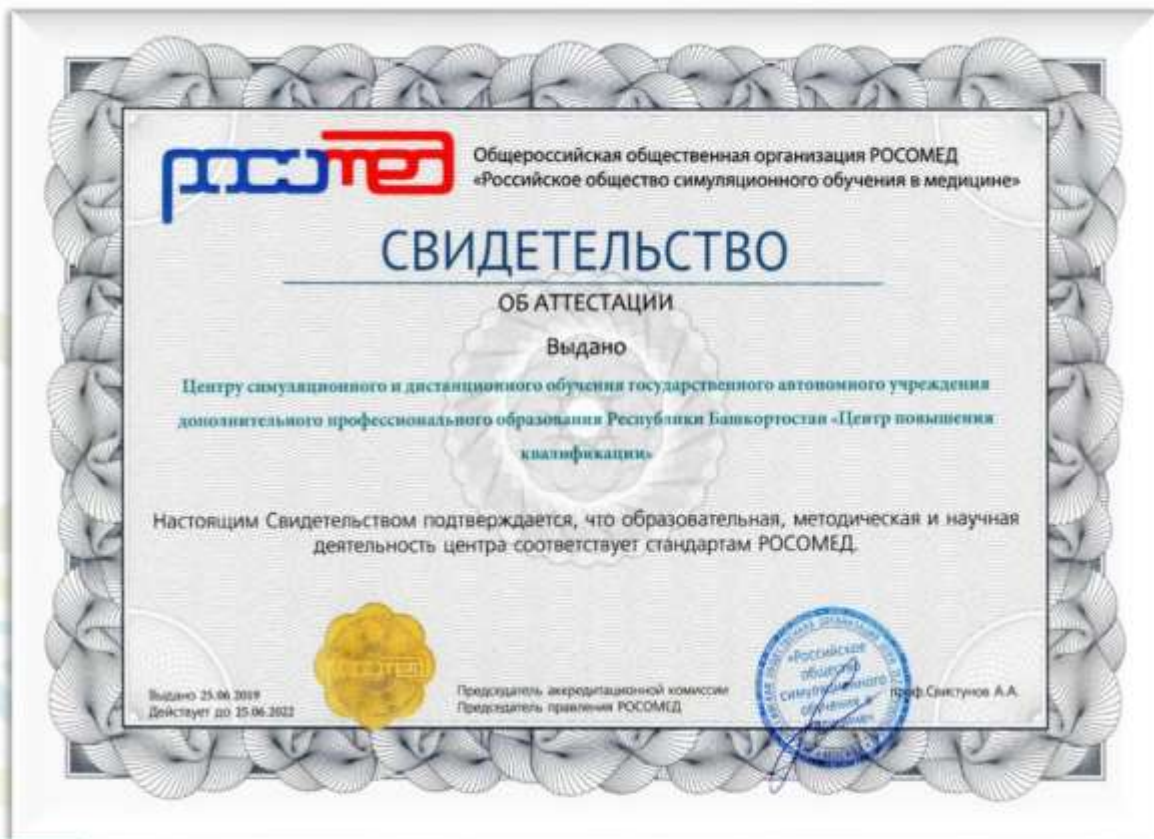 росомед
Общероссийская общественная организация РОСОМЕД
«Российское общество симуляционного обучения в медицине»
СВИДЕТЕЛЬСТВО
ОБ АТТЕСТАЦИИ
Выдано
Центру симуляционного и дистанционного обучения государственного автономного учреждения
дополнительного профессионального образования Республики Башкортостан «Центр повышения
квалификации»
Настоящим Свидетельством подтверждается, что образовательная, методическая и научная
деятельность центра соответствует стандартам РОСОМЕД.
Выдано 25.06.2019
Действует до 25.06.2022
РОСОМЕД
Председатель аккредитационной комиссии
Председатель правления РОСОМЕД
«Российское
общество
симуляционного
обучения в
медицине»
проф.Свистунов А.А.